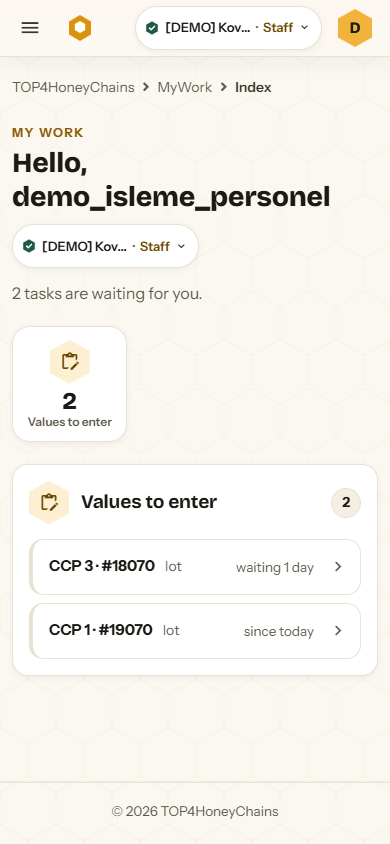 [DEMO] Kov... · Staff
D
TOP4HoneyChains > MyWork > Index
MY WORK
Hello,
demo_isleme_personel
[DEMO] Kov... · Staff
2 tasks are waiting for you.
2
Values to enter
Values to enter 2
CCP 3 · #18070 lot waiting 1 day
CCP 1 · #19070 lot since today
© 2026 TOP4HoneyChains